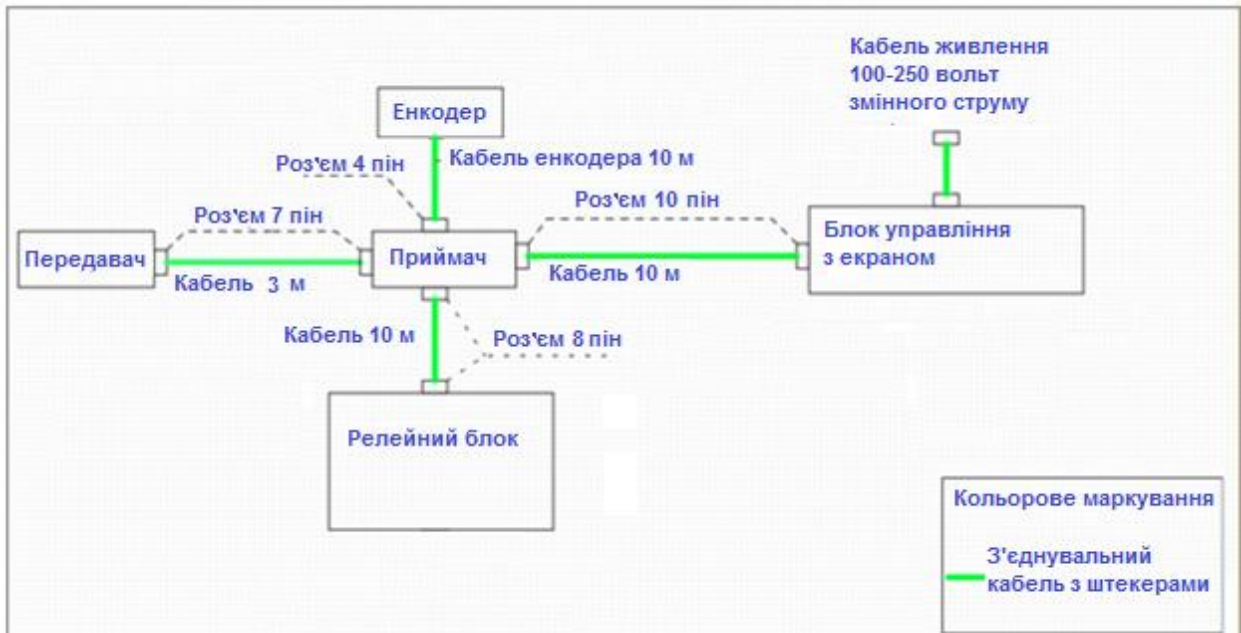 Кабель живлення
100-250 вольт
змінного струму
Енкодер
Роз'єм 4 пін
Кабель енкодера 10 м
Роз'єм 7 пін
Роз'єм 10 пін
Передавач
Приймач
Блок управління
з екраном
Кабель 3 м
Кабель 10 м
Кабель 10 м
Роз'єм 8 пін
Релейний блок
Кольорове маркування
З'єднувальний
кабель з штекерами